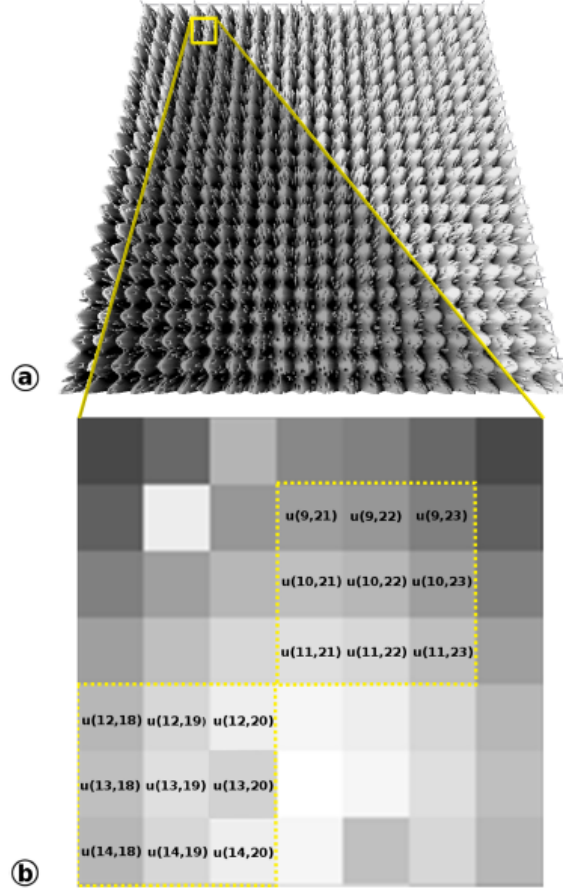 a
u(9,21) u(9,22) u(9,23)
u(10,21) u(10,22) u(10,23)
u(11,21) u(11,22) u(11,23)
u(12,18) u(12,19) u(12,20)
u(13,18) u(13,19) u(13,20)
u(14,18) u(14,19) u(14,20)
b